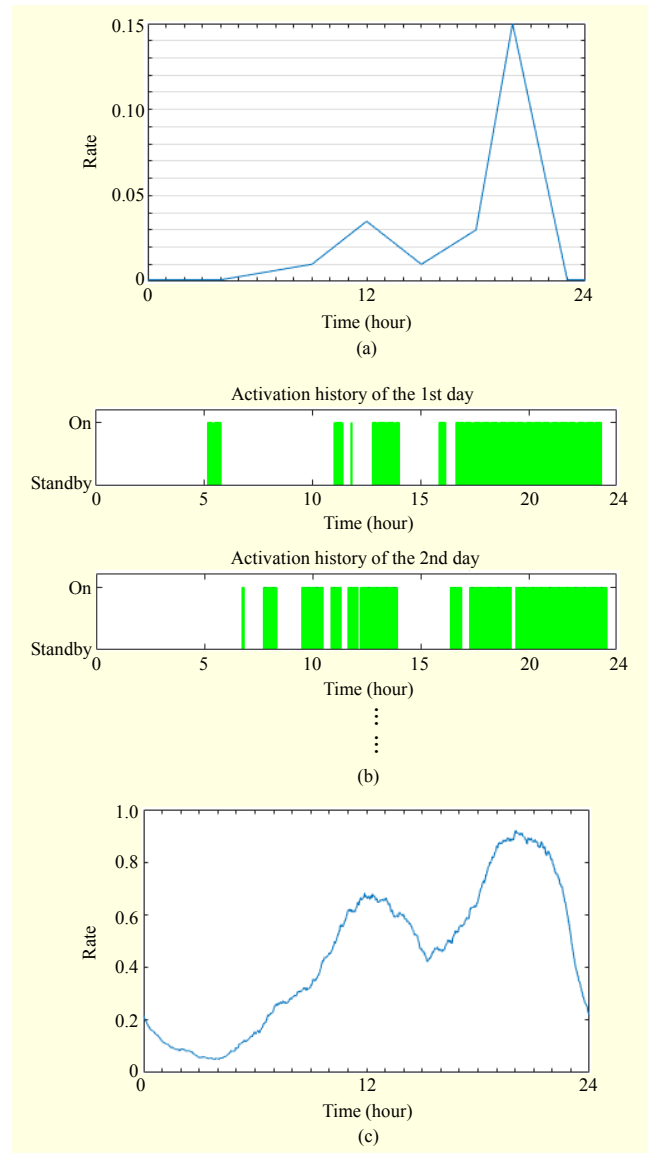 0.15
0.10
0.05
0
Rate
0 12 24
Time (hour)
(a)
Activation history of the 1st day
On
Standby
0 5 10 15 20 24
Time (hour)
Activation history of the 2nd day
On
Standby
0 5 10 15 20 24
Time (hour)
(b)
1.0
0.8
0.6
0.4
0.2
0
Rate
0 12 24
Time (hour)
(c)